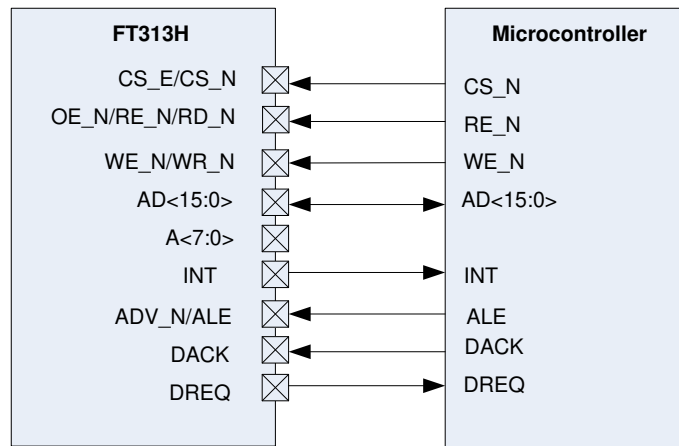 FT313H
Microcontroller
CS_E/CS_N
CS_N
OE_N/RE_N/RD_N
RE_N
WE_N/WR_N
WE_N
AD<15:0>
AD<15:0>
A<7:0>
INT
INT
ADV_N/ALE
ALE
DACK
DACK
DREQ
DREQ